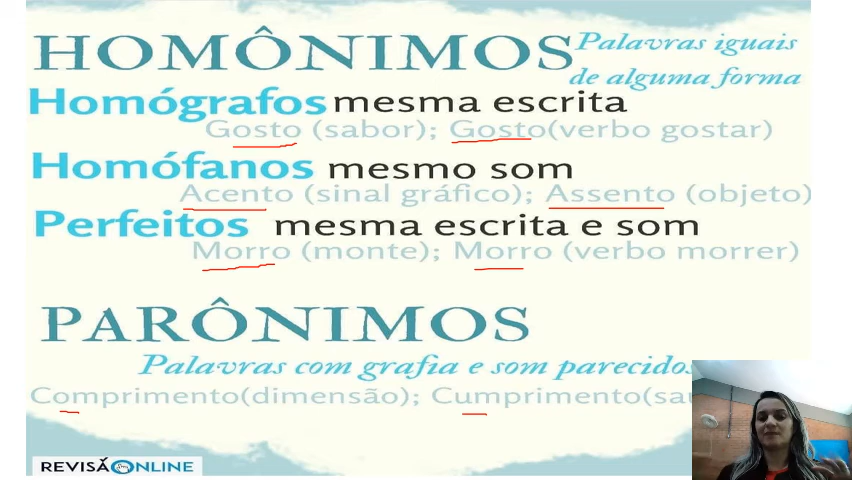 HOMÔNIMOS Palavras iguais
de alguma forma
Homógrafos mesma escrita
Gosto (sabor); Gosto(verbo gostar)
Homófanos mesmo som
Acento (sinal gráfico); Assento (objeto)
Perfeitos mesma escrita e som
Morro (monte); Morro (verbo morrer)
PARÔNIMOS
Palavras com grafia e som parecidos
Comprimento(dimensão); Cumprimento(sau
REVISÃ ONLINE